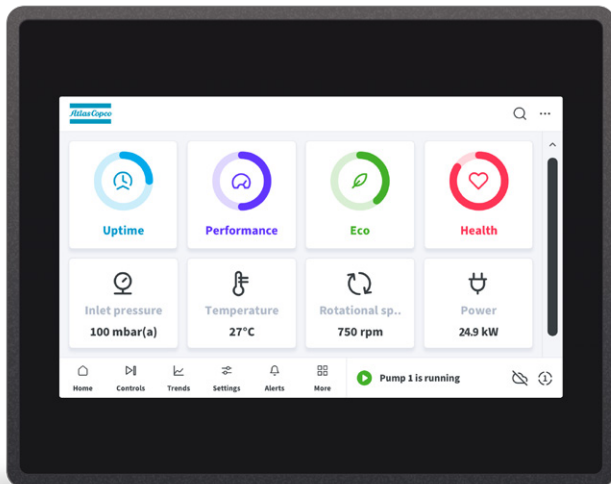 Atlas Copco
Uptime
Performance
Eco
Health
Inlet pressure
100 mbar(a)
Temperature
27°C
Rotational sp..
750 rpm
Power
24.9 kW
Home
Controls
Trends
Settings
Alerts
More
Pump 1 is running
1